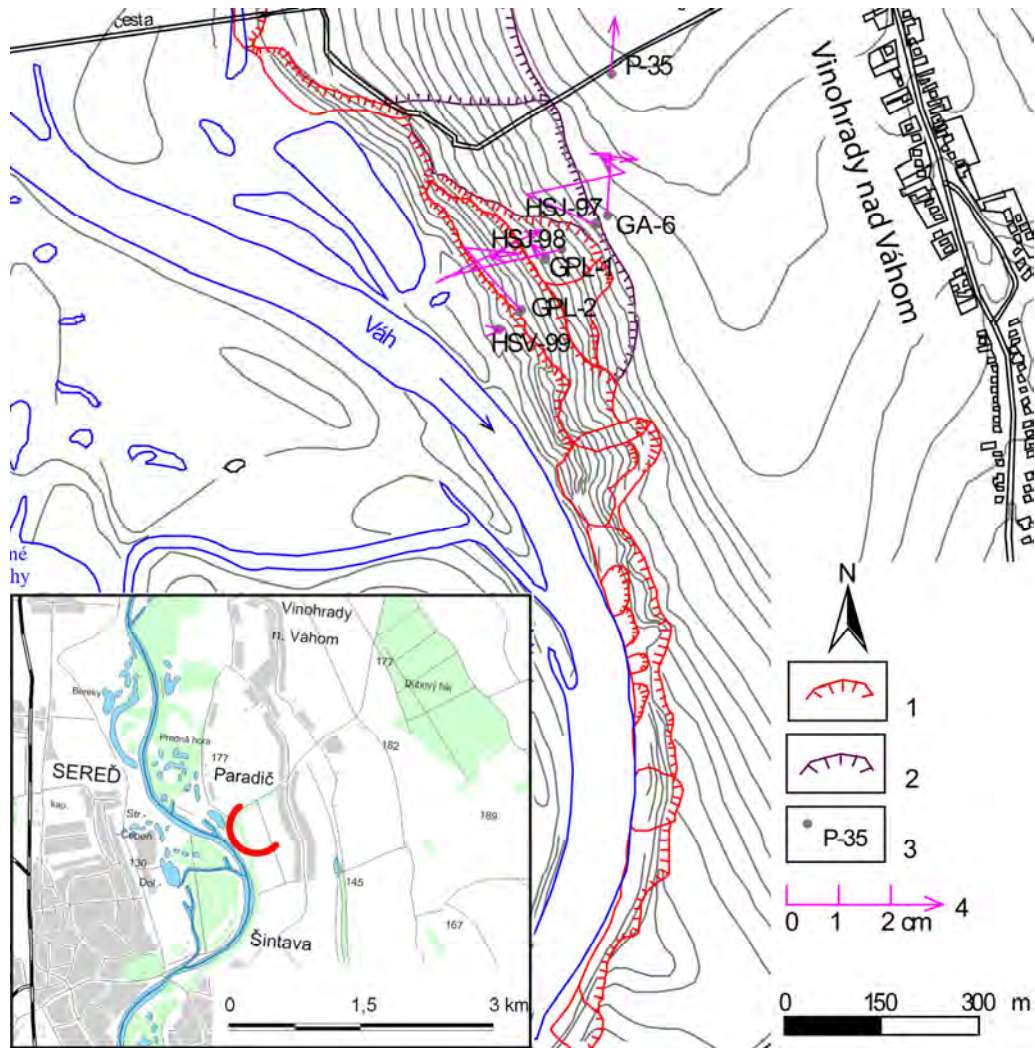 cesta
P-35
Vinohrady nad Váhom
HSJ-97
GA-6
HSJ-98
GPL-1
GPL-2
HSV-99
Váh
né
hy
N
1
2
P-35 3
0 1 2 cm 4
0 150 300 m
Vinohrady
n. Váhom
177
Dubový háj
Bereky
Predná hora
177
182
SEREĎ
Paradič
kap.
Str.-
Čepeň
189
130
Dol.-
145
167
Šintava
0 1,5 3 km